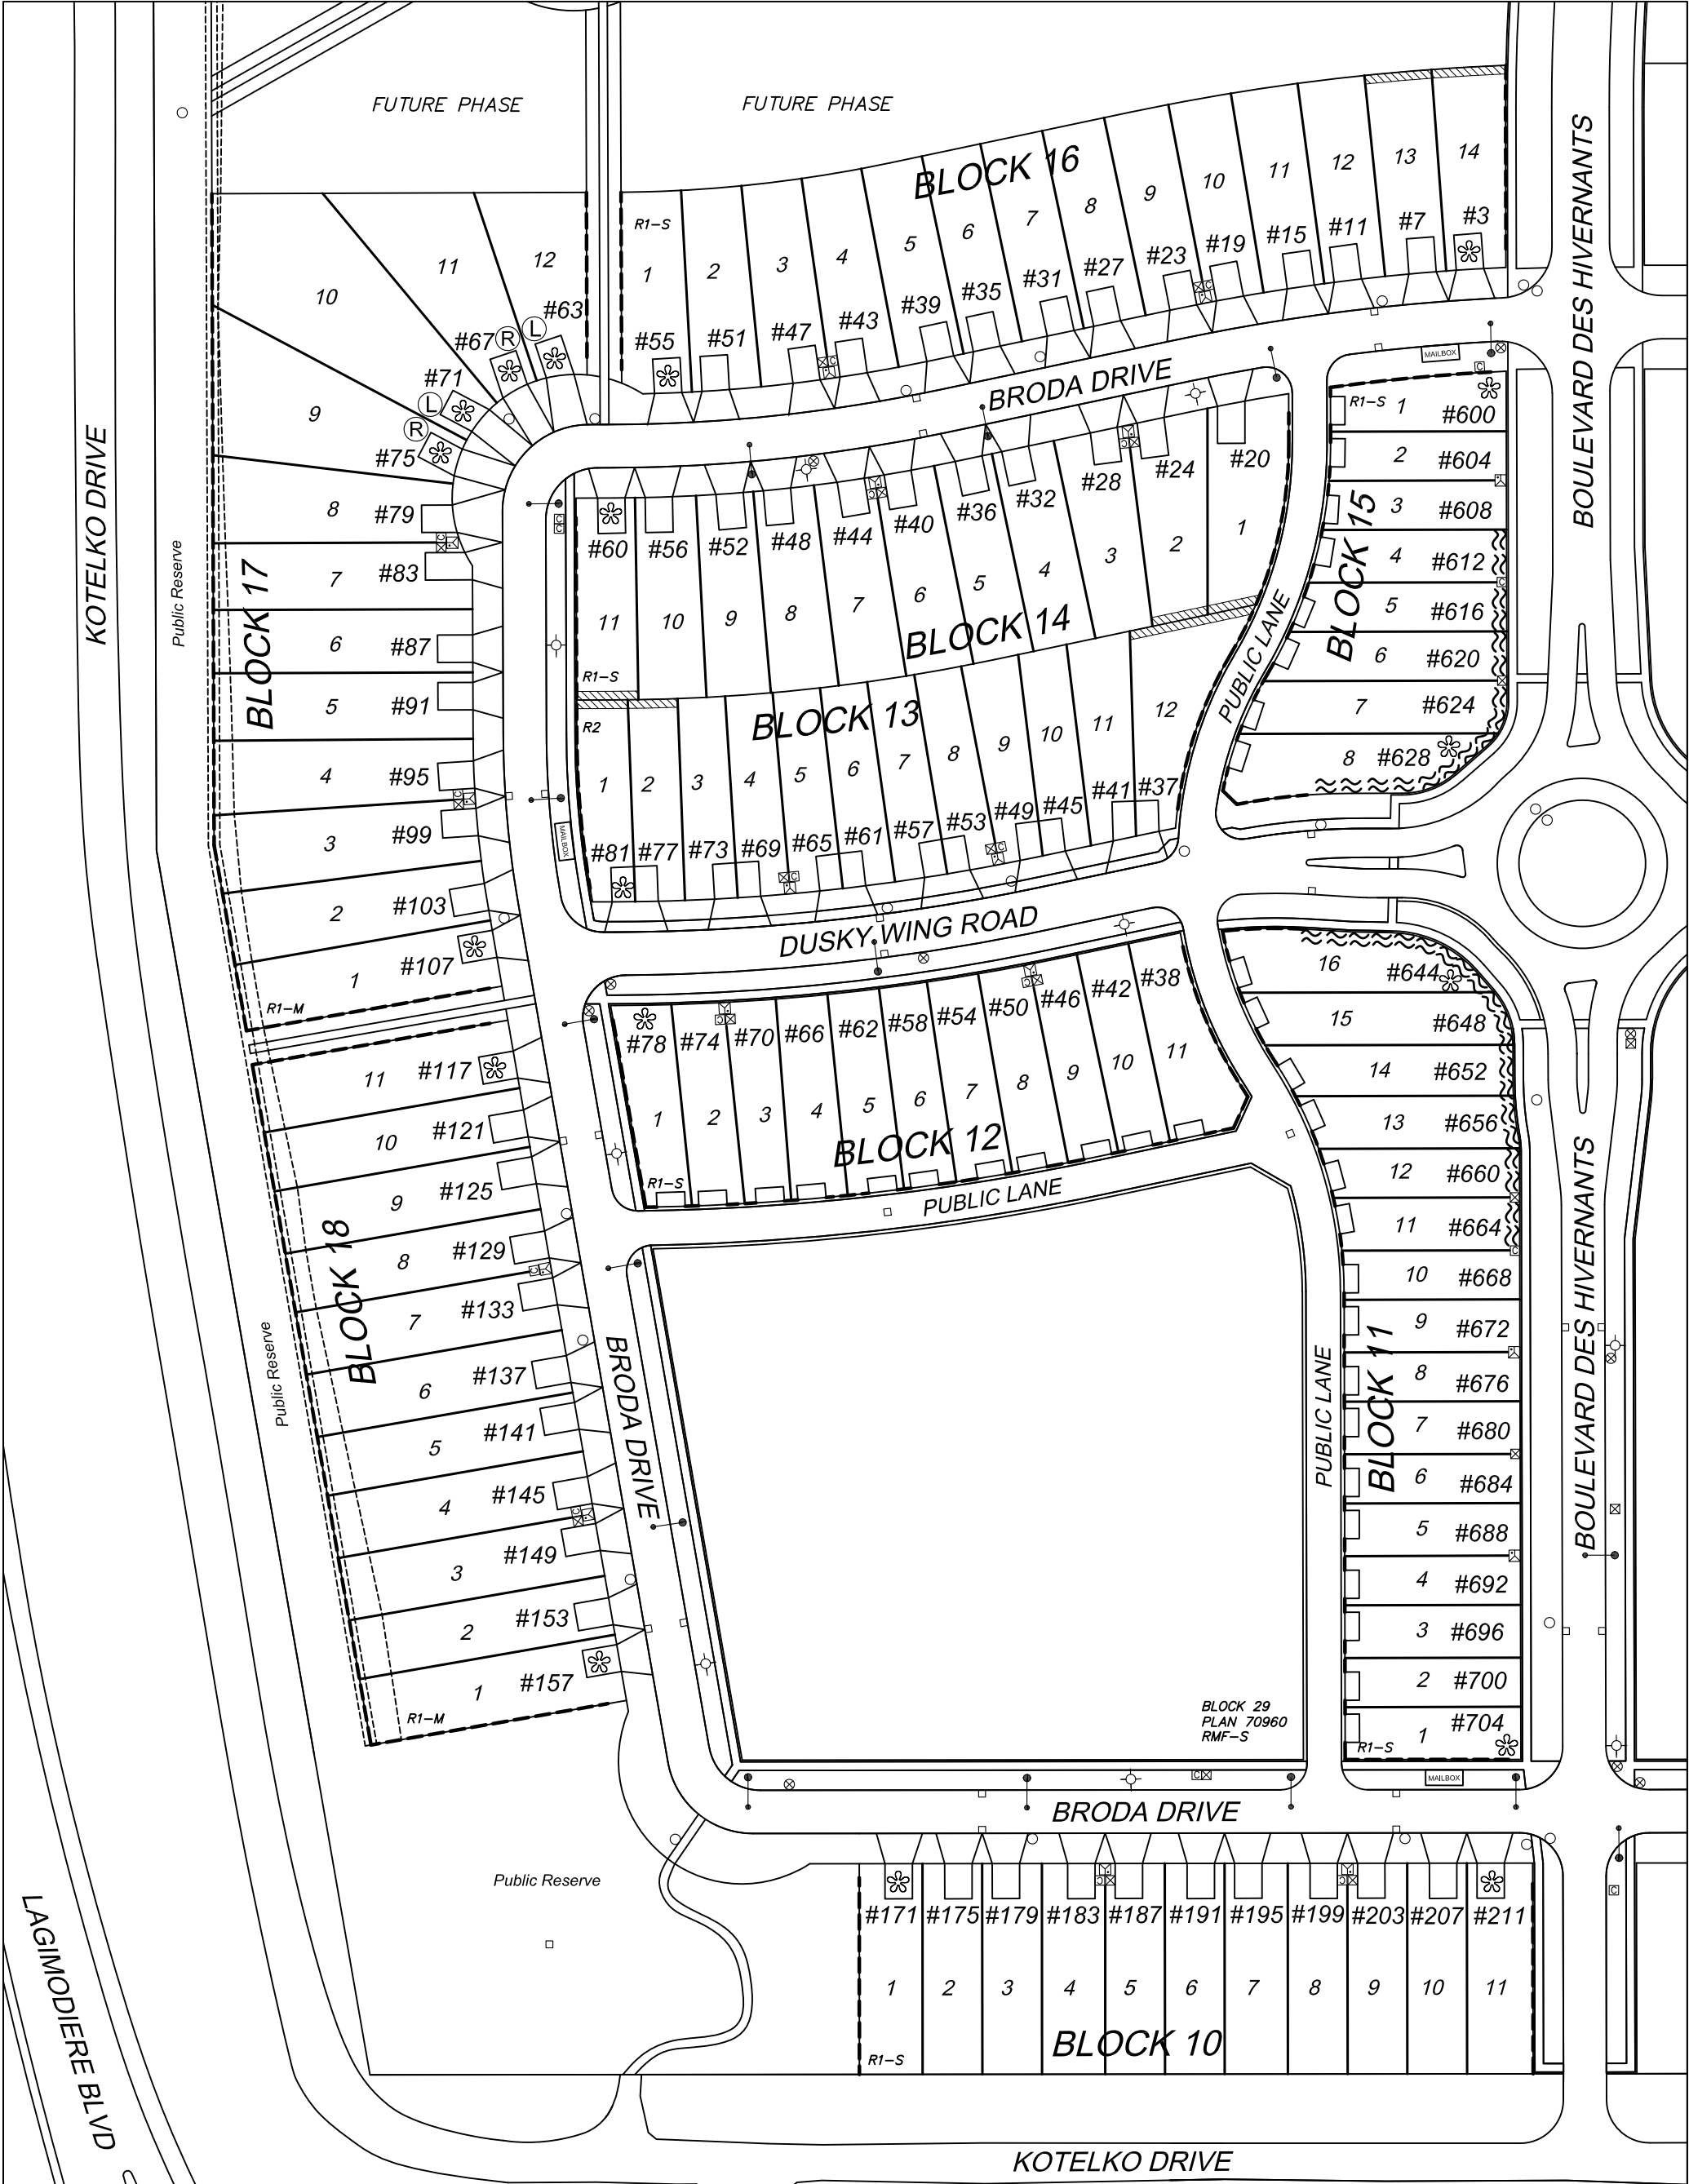 FUTURE PHASE
FUTURE PHASE
BLOCK 16
R1-S
1 2 3 4 5 6 7 8 9 10 11 12 13 14
#55 #51 #47 #43 #39 #35 #31 #27 #23 #19 #15 #11 #7 #3
BOULEVARD DES HIVERNANTS
BRODA DRIVE
MAILBOX
KOTELKO DRIVE
Public Reserve
BLOCK 17
12 #63
L
11 #67
R
10 #71
L
9 #75
R
8 #79
7 #83
6 #87
5 #91
4 #95
3 #99
2 #103
1 #107
R1-M
BLOCK 14
#60 #56 #52 #48 #44 #40 #36 #32 #28 #24 #20
11 10 9 8 7 6 5 4 3 2 1
R1-S
BLOCK 15
R1-S
1 #600
2 #604
3 #608
4 #612
5 #616
6 #620
7 #624
8 #628
PUBLIC LANE
BLOCK 13
R2
1 2 3 4 5 6 7 8 9 10 11 12
#81 #77 #73 #69 #65 #61 #57 #53 #49 #45 #41 #37
MAILBOX
DUSKY WING ROAD
BLOCK 12
#78 #74 #70 #66 #62 #58 #54 #50 #46 #42 #38
1 2 3 4 5 6 7 8 9 10 11
R1-S
PUBLIC LANE
BLOCK 18
11 #117
10 #121
9 #125
8 #129
7 #133
6 #137
5 #141
4 #145
3 #149
2 #153
1 #157
R1-M
Public Reserve
BRODA DRIVE
BLOCK 11
16 #644
15 #648
14 #652
13 #656
12 #660
11 #664
10 #668
9 #672
8 #676
7 #680
6 #684
5 #688
4 #692
3 #696
2 #700
1 #704
R1-S
PUBLIC LANE
BOULEVARD DES HIVERNANTS
BLOCK 29
PLAN 70960
RMF-S
MAILBOX
BRODA DRIVE
Public Reserve
#171 #175 #179 #183 #187 #191 #195 #199 #203 #207 #211
1 2 3 4 5 6 7 8 9 10 11
BLOCK 10
R1-S
LAGIMODIERE BLVD
KOTELKO DRIVE